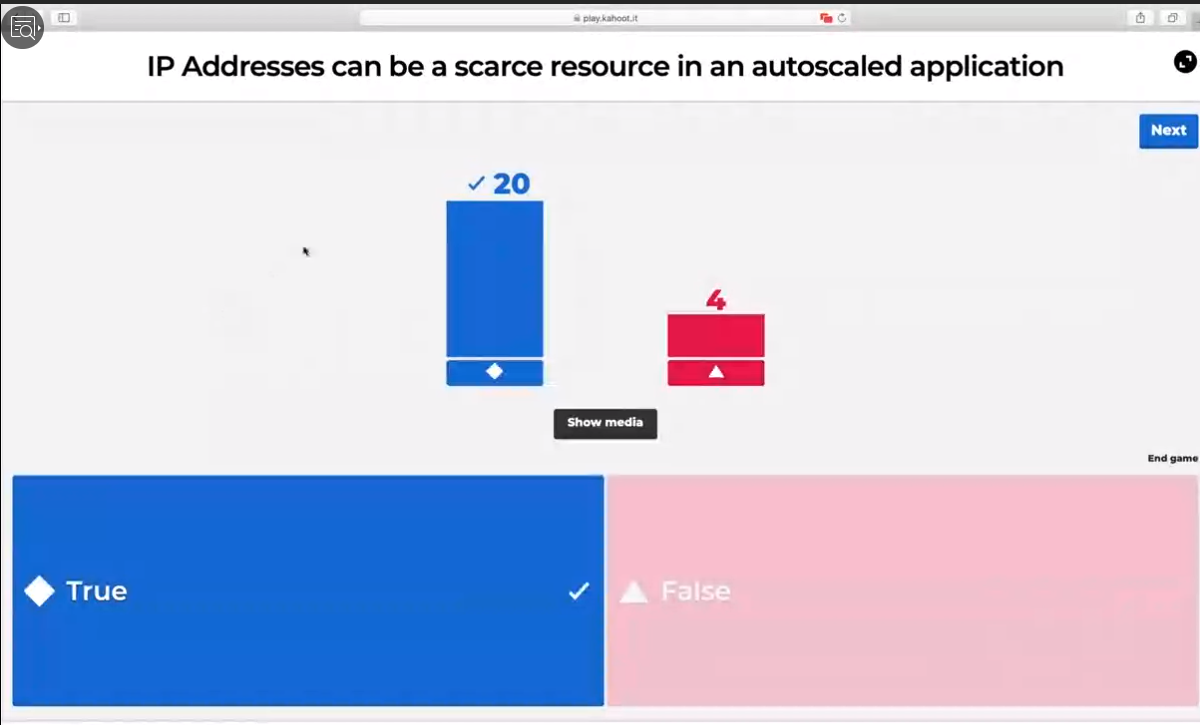 play.kahoot.it
IP Addresses can be a scarce resource in an autoscaled application
Next
20
4
Show media
End game
True
False